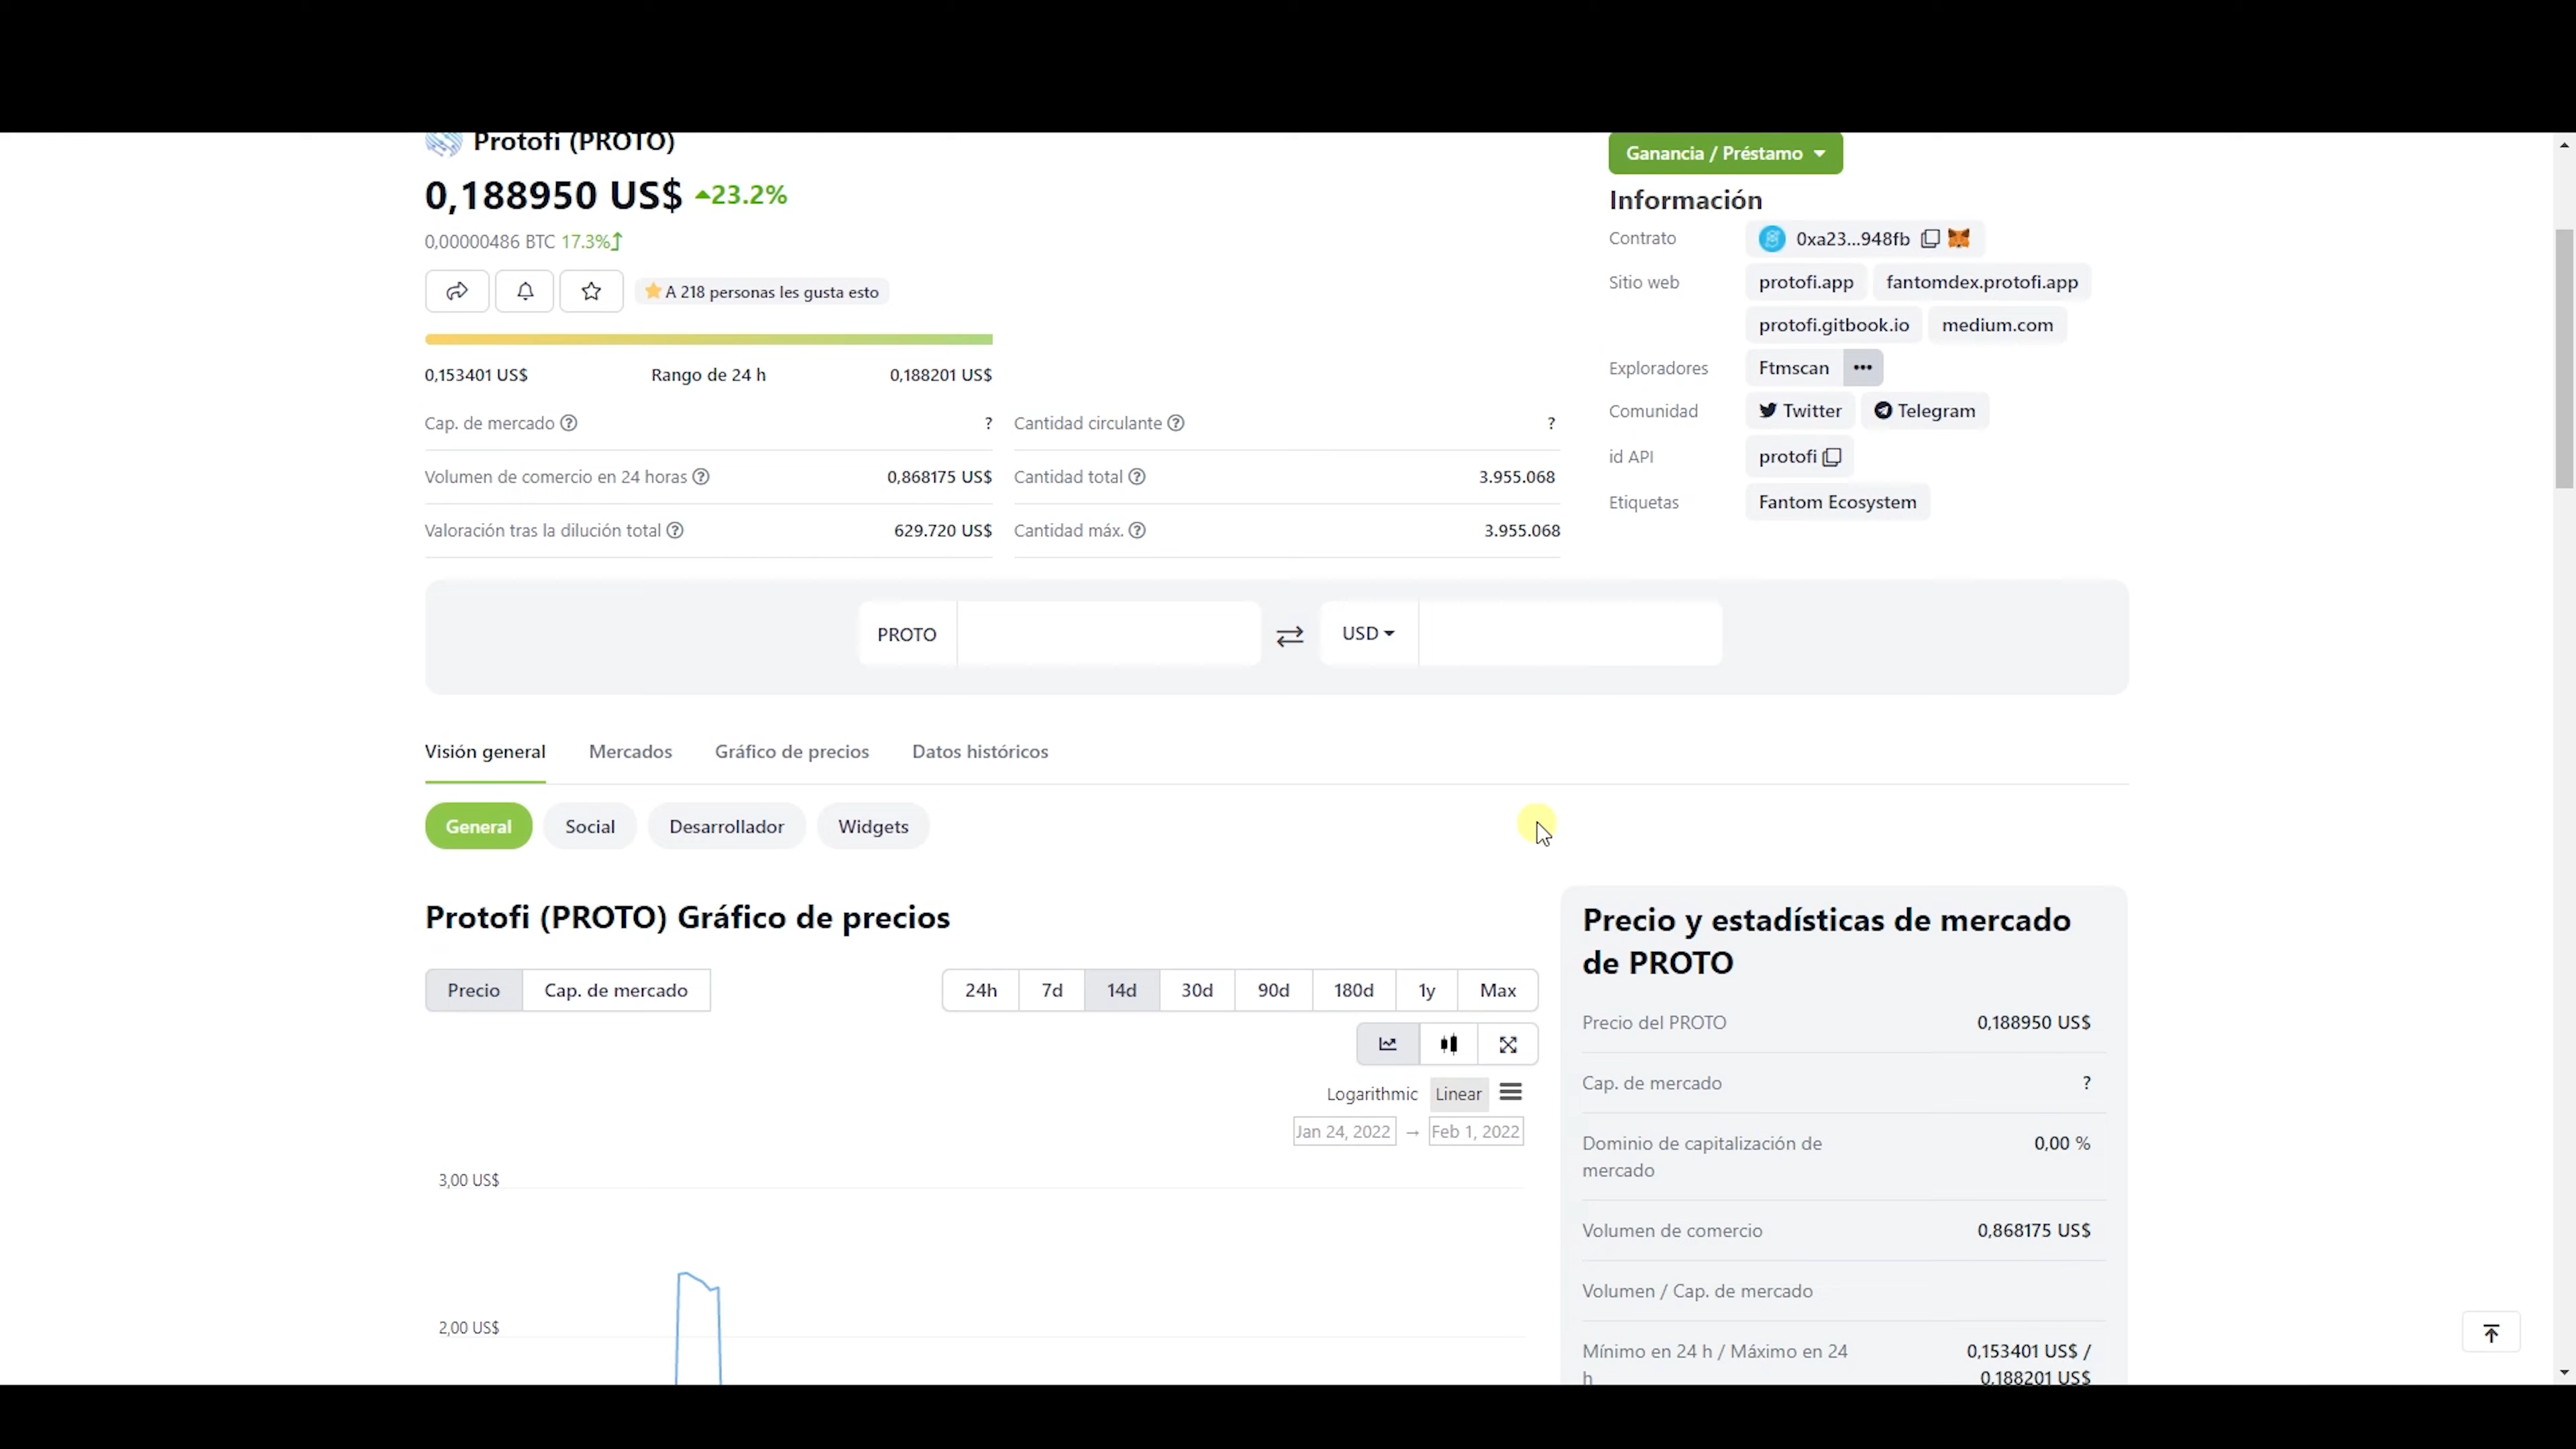 Protofi (PROTO)
0,188950 US$ 23.2%
0,00000486 BTC 17.3%
A 218 personas les gusta esto
0,153401 US$ Rango de 24 h 0,188201 US$
Cap. de mercado ?
Cantidad circulante ?
Volumen de comercio en 24 horas 0,868175 US$
Cantidad total 3.955.068
Valoración tras la dilución total 629.720 US$
Cantidad máx. 3.955.068
Ganancia / Préstamo
Información
Contrato 0xa23...948fb
Sitio web protofi.app fantomdex.protofi.app
protofi.gitbook.io medium.com
Exploradores Ftmscan •••
Comunidad Twitter Telegram
id API protofi
Etiquetas Fantom Ecosystem
PROTO USD
Visión general Mercados Gráfico de precios Datos históricos
General Social Desarrollador Widgets
Protofi (PROTO) Gráfico de precios
Precio Cap. de mercado
24h 7d 14d 30d 90d 180d 1y Max
Logarithmic Linear
Jan 24, 2022 → Feb 1, 2022
3,00 US$
2,00 US$
Precio y estadísticas de mercado
de PROTO
Precio del PROTO 0,188950 US$
Cap. de mercado ?
Dominio de capitalización de 0,00 %
mercado
Volumen de comercio 0,868175 US$
Volumen / Cap. de mercado
Mínimo en 24 h / Máximo en 24 0,153401 US$ /
h 0,188201 US$